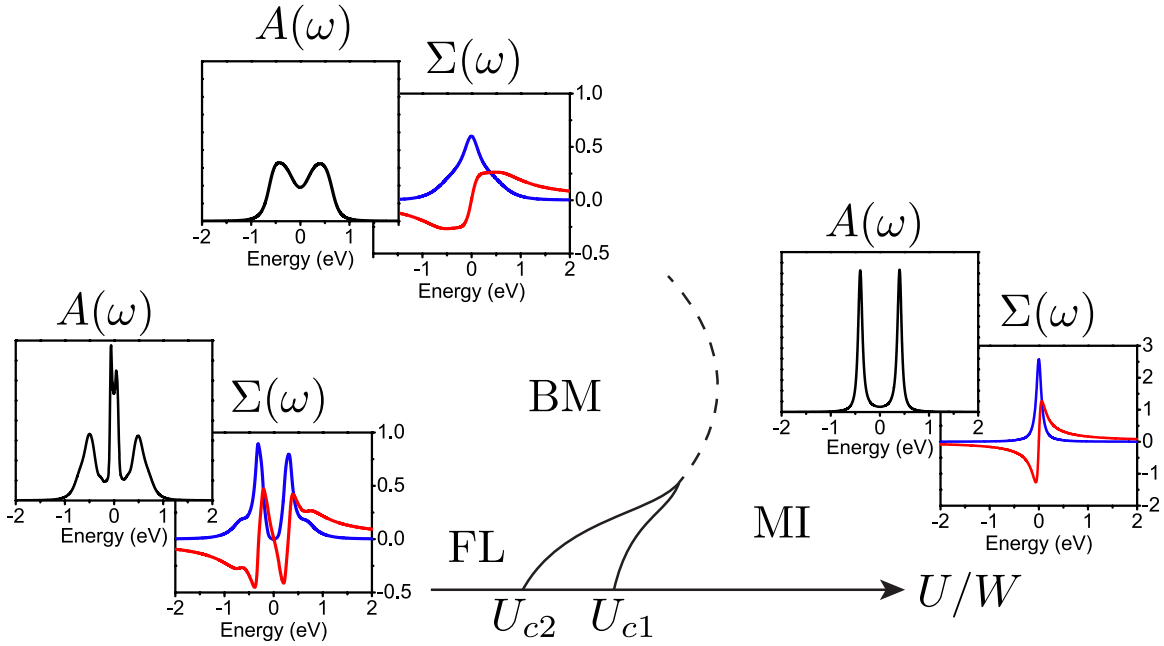 A(ω)
-2 -1 0 1
Energy (eV)
Σ(ω)
1.0
0.5
0.0
-0.5
-1 0 1 2
Energy (eV)
A(ω)
-2 -1 0 1 2
Energy (eV)
Σ(ω)
1.0
0.5
0.0
-0.5
-2 -1 0 1 2
Energy (eV)
BM
FL
MI
U_{c2}
U_{c1}
U/W
A(ω)
-2 -1 0 1 2
Energy (eV)
Σ(ω)
3
2
1
0
-1
-2
-2 -1 0 1 2
Energy (eV)